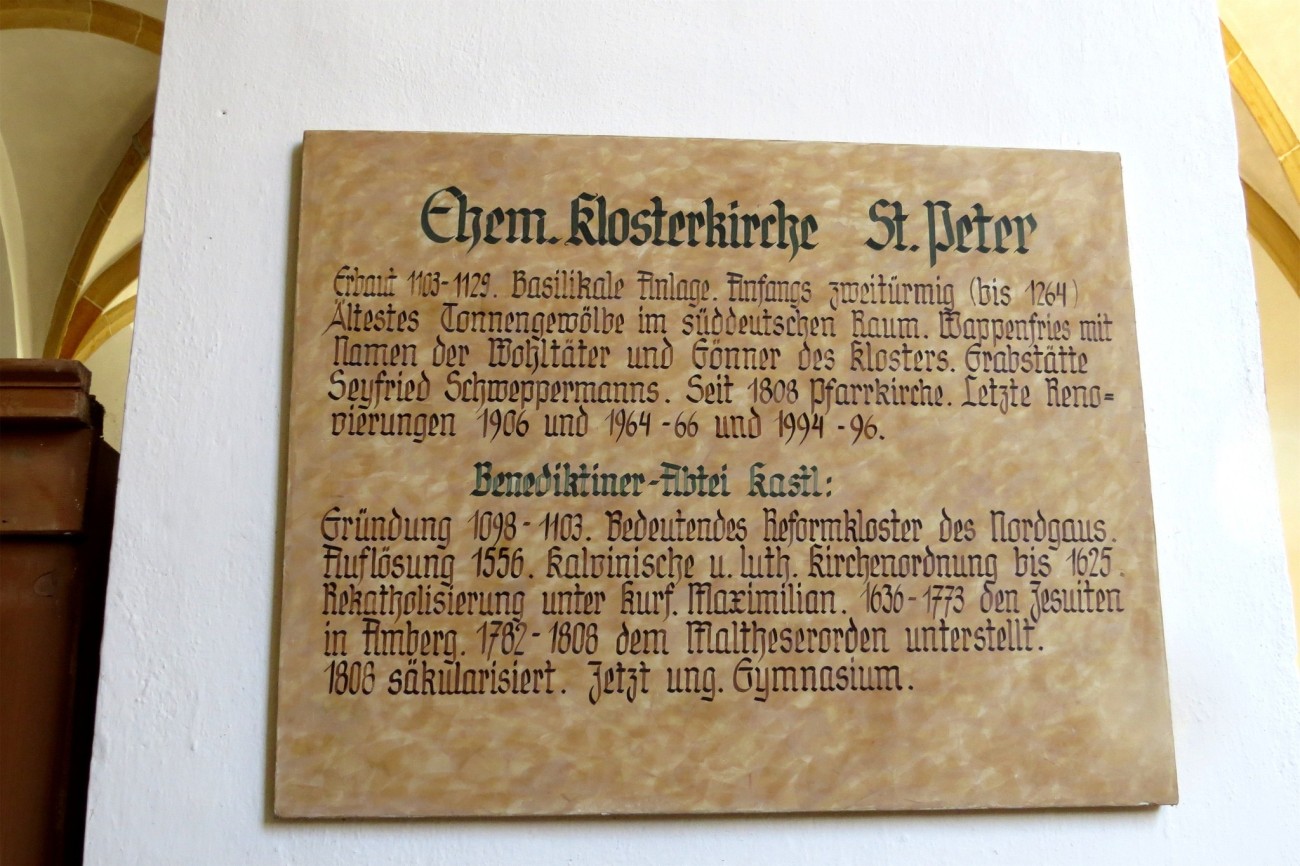 Ehem. Klosterkirche St. Peter
Erbaut 1103-1129. Basilikale Anlage. Anfangs zweitürmig (bis 1264)
Ältestes Tonnengewölbe im süddeutschen Raum. Wappenfries mit
Namen der Wohltäter und Gönner des Klosters. Grabstätte
Seyfried Schweppermanns. Seit 1808 Pfarrkirche. Letzte Reno=
vierungen 1906 und 1964-66 und 1994-96.
Benediktiner-Abtei Kastl:
Gründung 1098-1103. Bedeutendes Reformkloster des Nordgaus.
Auflösung 1556. Kalvinische u. luth. Kirchenordnung bis 1625.
Rekatholisierung unter Kurf. Maximilian. 1636-1773 den Jesuiten
in Amberg. 1782-1808 dem Maltheserorden unterstellt.
1808 säkularisiert. Jetzt ung. Gymnasium.